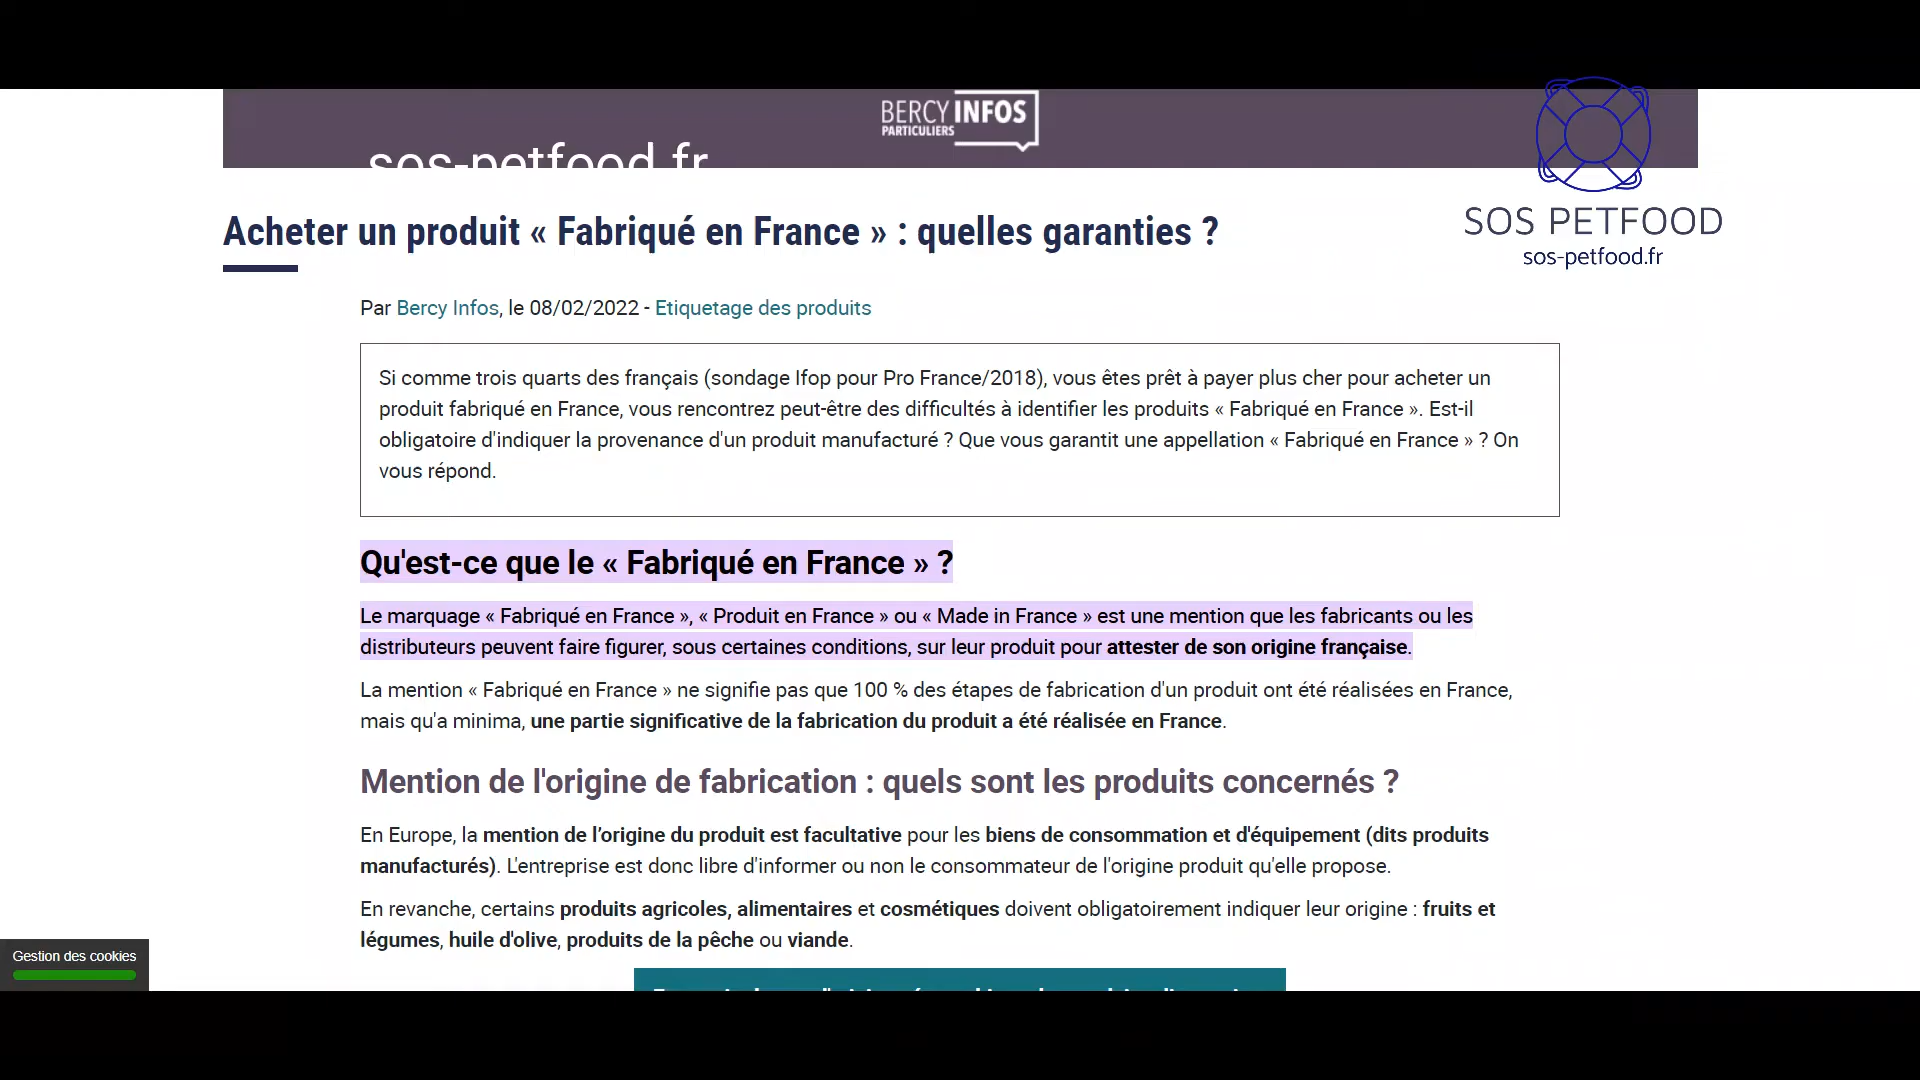 BERCY INFOS
PARTICULIERS
sos-petfood.fr
SOS PETFOOD
sos-petfood.fr
Acheter un produit « Fabriqué en France » : quelles garanties ?
Par Bercy Infos, le 08/02/2022 - Etiquetage des produits
Si comme trois quarts des français (sondage Ifop pour Pro France/2018), vous êtes prêt à payer plus cher pour acheter un
produit fabriqué en France, vous rencontrez peut-être des difficultés à identifier les produits « Fabriqué en France ». Est-il
obligatoire d'indiquer la provenance d'un produit manufacturé ? Que vous garantit une appellation « Fabriqué en France » ? On
vous répond.
Qu'est-ce que le « Fabriqué en France » ?
Le marquage « Fabriqué en France », « Produit en France » ou « Made in France » est une mention que les fabricants ou les
distributeurs peuvent faire figurer, sous certaines conditions, sur leur produit pour attester de son origine française.
La mention « Fabriqué en France » ne signifie pas que 100 % des étapes de fabrication d'un produit ont été réalisées en France,
mais qu'a minima, une partie significative de la fabrication du produit a été réalisée en France.
Mention de l'origine de fabrication : quels sont les produits concernés ?
En Europe, la mention de l’origine du produit est facultative pour les biens de consommation et d'équipement (dits produits
manufacturés). L'entreprise est donc libre d'informer ou non le consommateur de l'origine produit qu'elle propose.
En revanche, certains produits agricoles, alimentaires et cosmétiques doivent obligatoirement indiquer leur origine : fruits et
légumes, huile d'olive, produits de la pêche ou viande.
Gestion des cookies